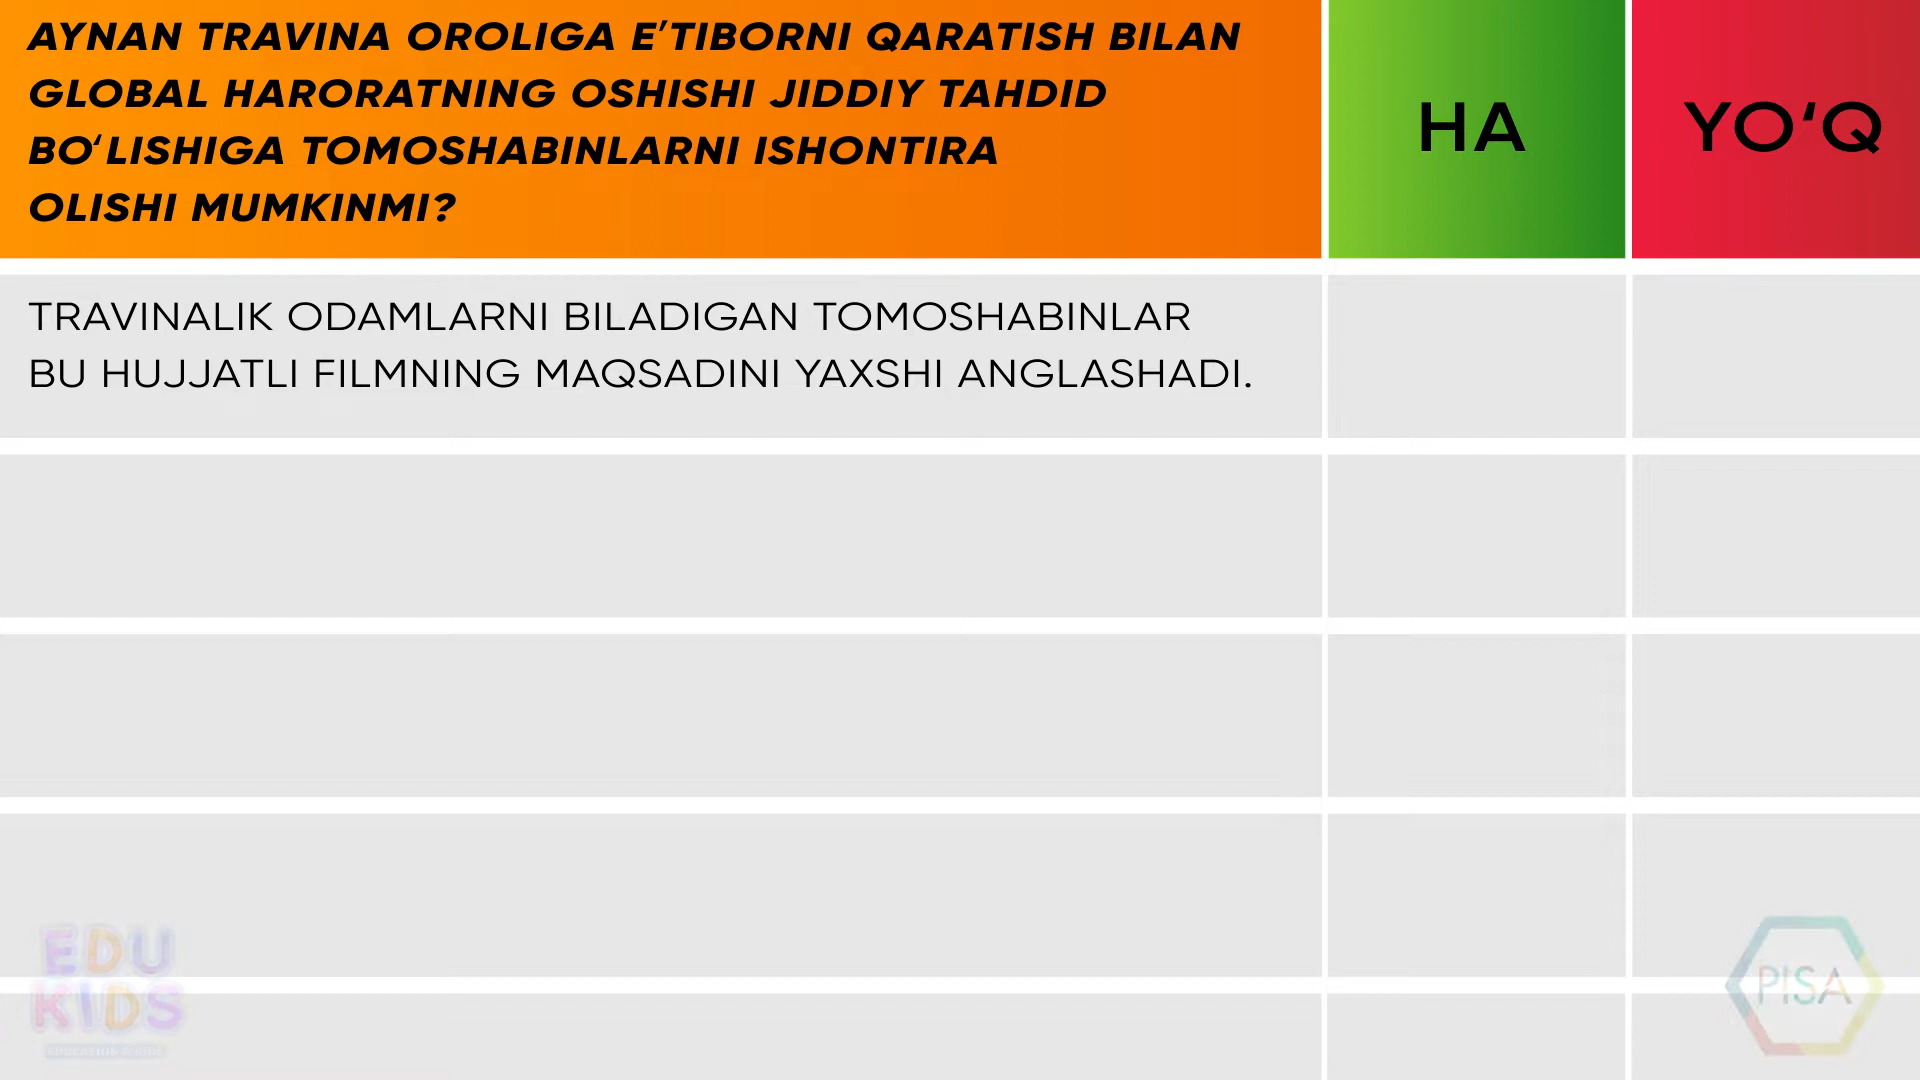 AYNAN TRAVINA OROLIGA E’TIBORNI QARATISH BILAN
GLOBAL HARORATNING OSHISHI JIDDIY TAHDID
BO‘LISHIGA TOMOSHABINLARNI ISHONTIRA
OLISHI MUMKINMI?
HA
YO‘Q
TRAVINALIK ODAMLARNI BILADIGAN TOMOSHABINLAR
BU HUJJATLI FILMNING MAQSADINI YAXSHI ANGLASHADI.
EDU
KIDS
PISA